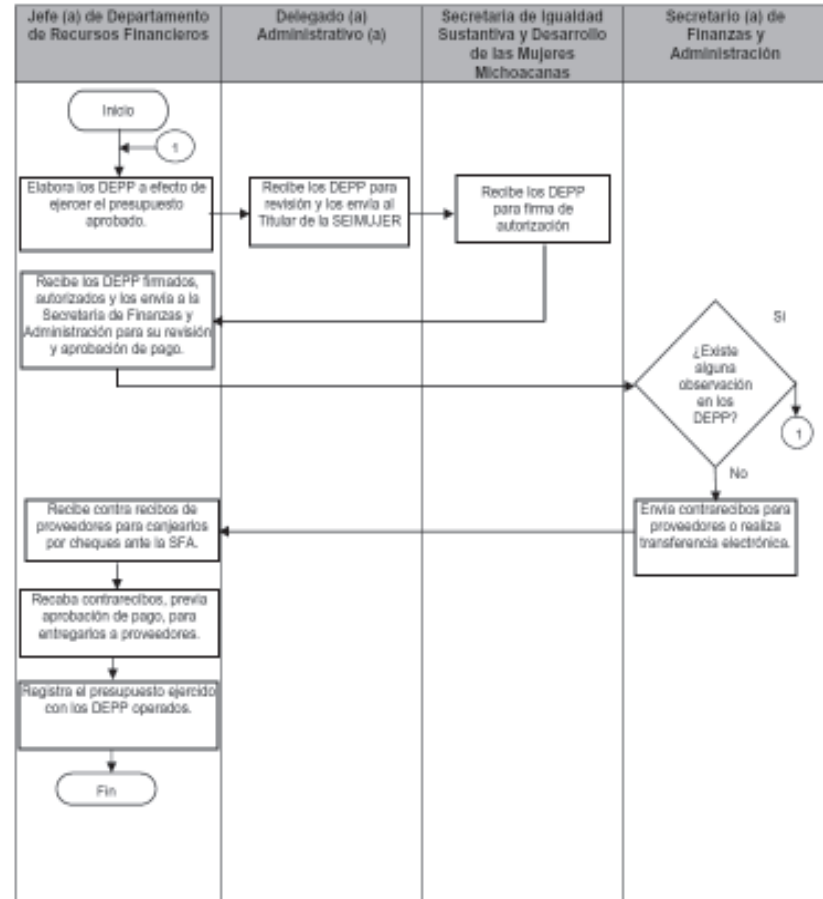 Jefe (a) de Departamento
de Recursos Financieros
Delegado (a)
Administrativo (a)
Secretaria de Igualdad
Sustantiva y Desarrollo
de las Mujeres
Michoacanas
Secretario (a) de
Finanzas y
Administración
Inicio
1
Elabora los DEPP a efecto de
ejercer el presupuesto
aprobado.
Recibe los DEPP para
revisión y los envía al
Titular de la SEIMUJER
Recibe los DEPP
para firma de
autorización
Recibe los DEPP firmados,
autorizados y los envía a la
Secretaría de Finanzas y
Administración para su revisión
y aprobación de pago.
Si
¿Existe
alguna
observación
en los
DEPP?
1
No
Recibe contra recibos de
proveedores para canjearlos
por cheques ante la SFA.
Envía contrarecibos para
proveedores o realiza
transferencia electrónica.
Recaba contrarecibos, previa
aprobación de pago, para
entregarlos a proveedores.
Registra el presupuesto ejercido
con los DEPP operados.
Fin